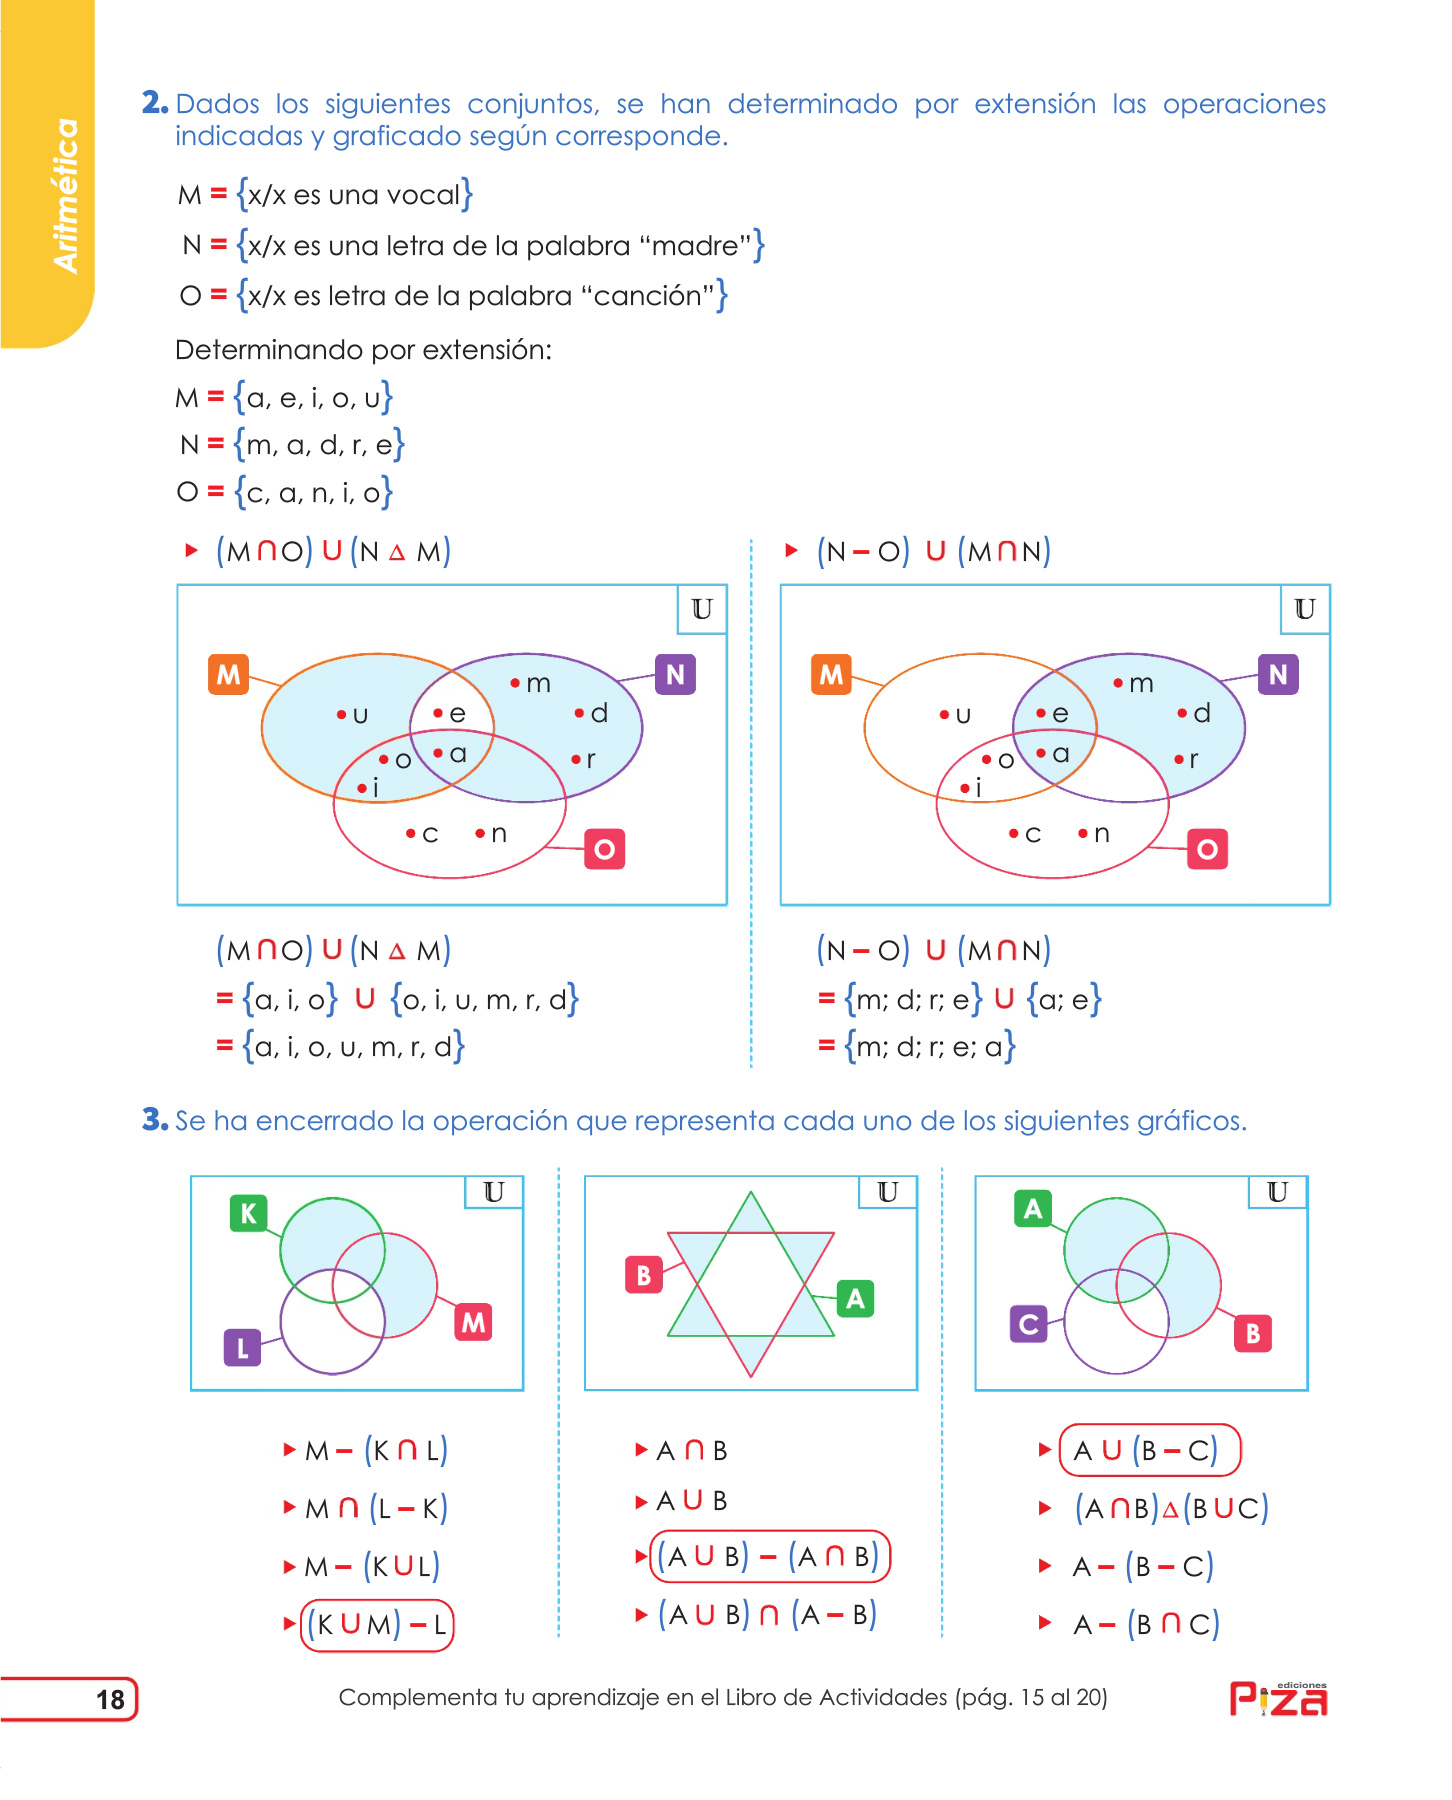 Aritmética
2. Dados los siguientes conjuntos, se han determinado por extensión las operaciones
indicadas y graficado según corresponde.
M = {x/x es una vocal}
N = {x/x es una letra de la palabra “madre”}
O = {x/x es letra de la palabra “canción”}
Determinando por extensión:
M = {a, e, i, o, u}
N = {m, a, d, r, e}
O = {c, a, n, i, o}
▶ (M ∩ O) ∪ (N Δ M)
𝕌
M
N
m
u
e
d
o
a
r
i
c
n
O
(M ∩ O) ∪ (N Δ M)
= {a, i, o} ∪ {o, i, u, m, r, d}
= {a, i, o, u, m, r, d}
▶ (N – O) ∪ (M ∩ N)
𝕌
M
N
m
u
e
d
o
a
r
i
c
n
O
(N – O) ∪ (M ∩ N)
= {m; d; r; e} ∪ {a; e}
= {m; d; r; e; a}
3. Se ha encerrado la operación que representa cada uno de los siguientes gráficos.
𝕌
K
M
L
▶ M – (K ∩ L)
▶ M ∩ (L – K)
▶ M – (K ∪ L)
▶ (K ∪ M) – L
𝕌
B
A
▶ A ∩ B
▶ A ∪ B
▶ (A ∪ B) – (A ∩ B)
▶ (A ∪ B) ∩ (A – B)
𝕌
A
C
B
▶ A ∪ (B – C)
▶ (A ∩ B) Δ (B ∪ C)
▶ A – (B – C)
▶ A – (B ∩ C)
18
Complementa tu aprendizaje en el Libro de Actividades (pág. 15 al 20)
ediciones
Piza